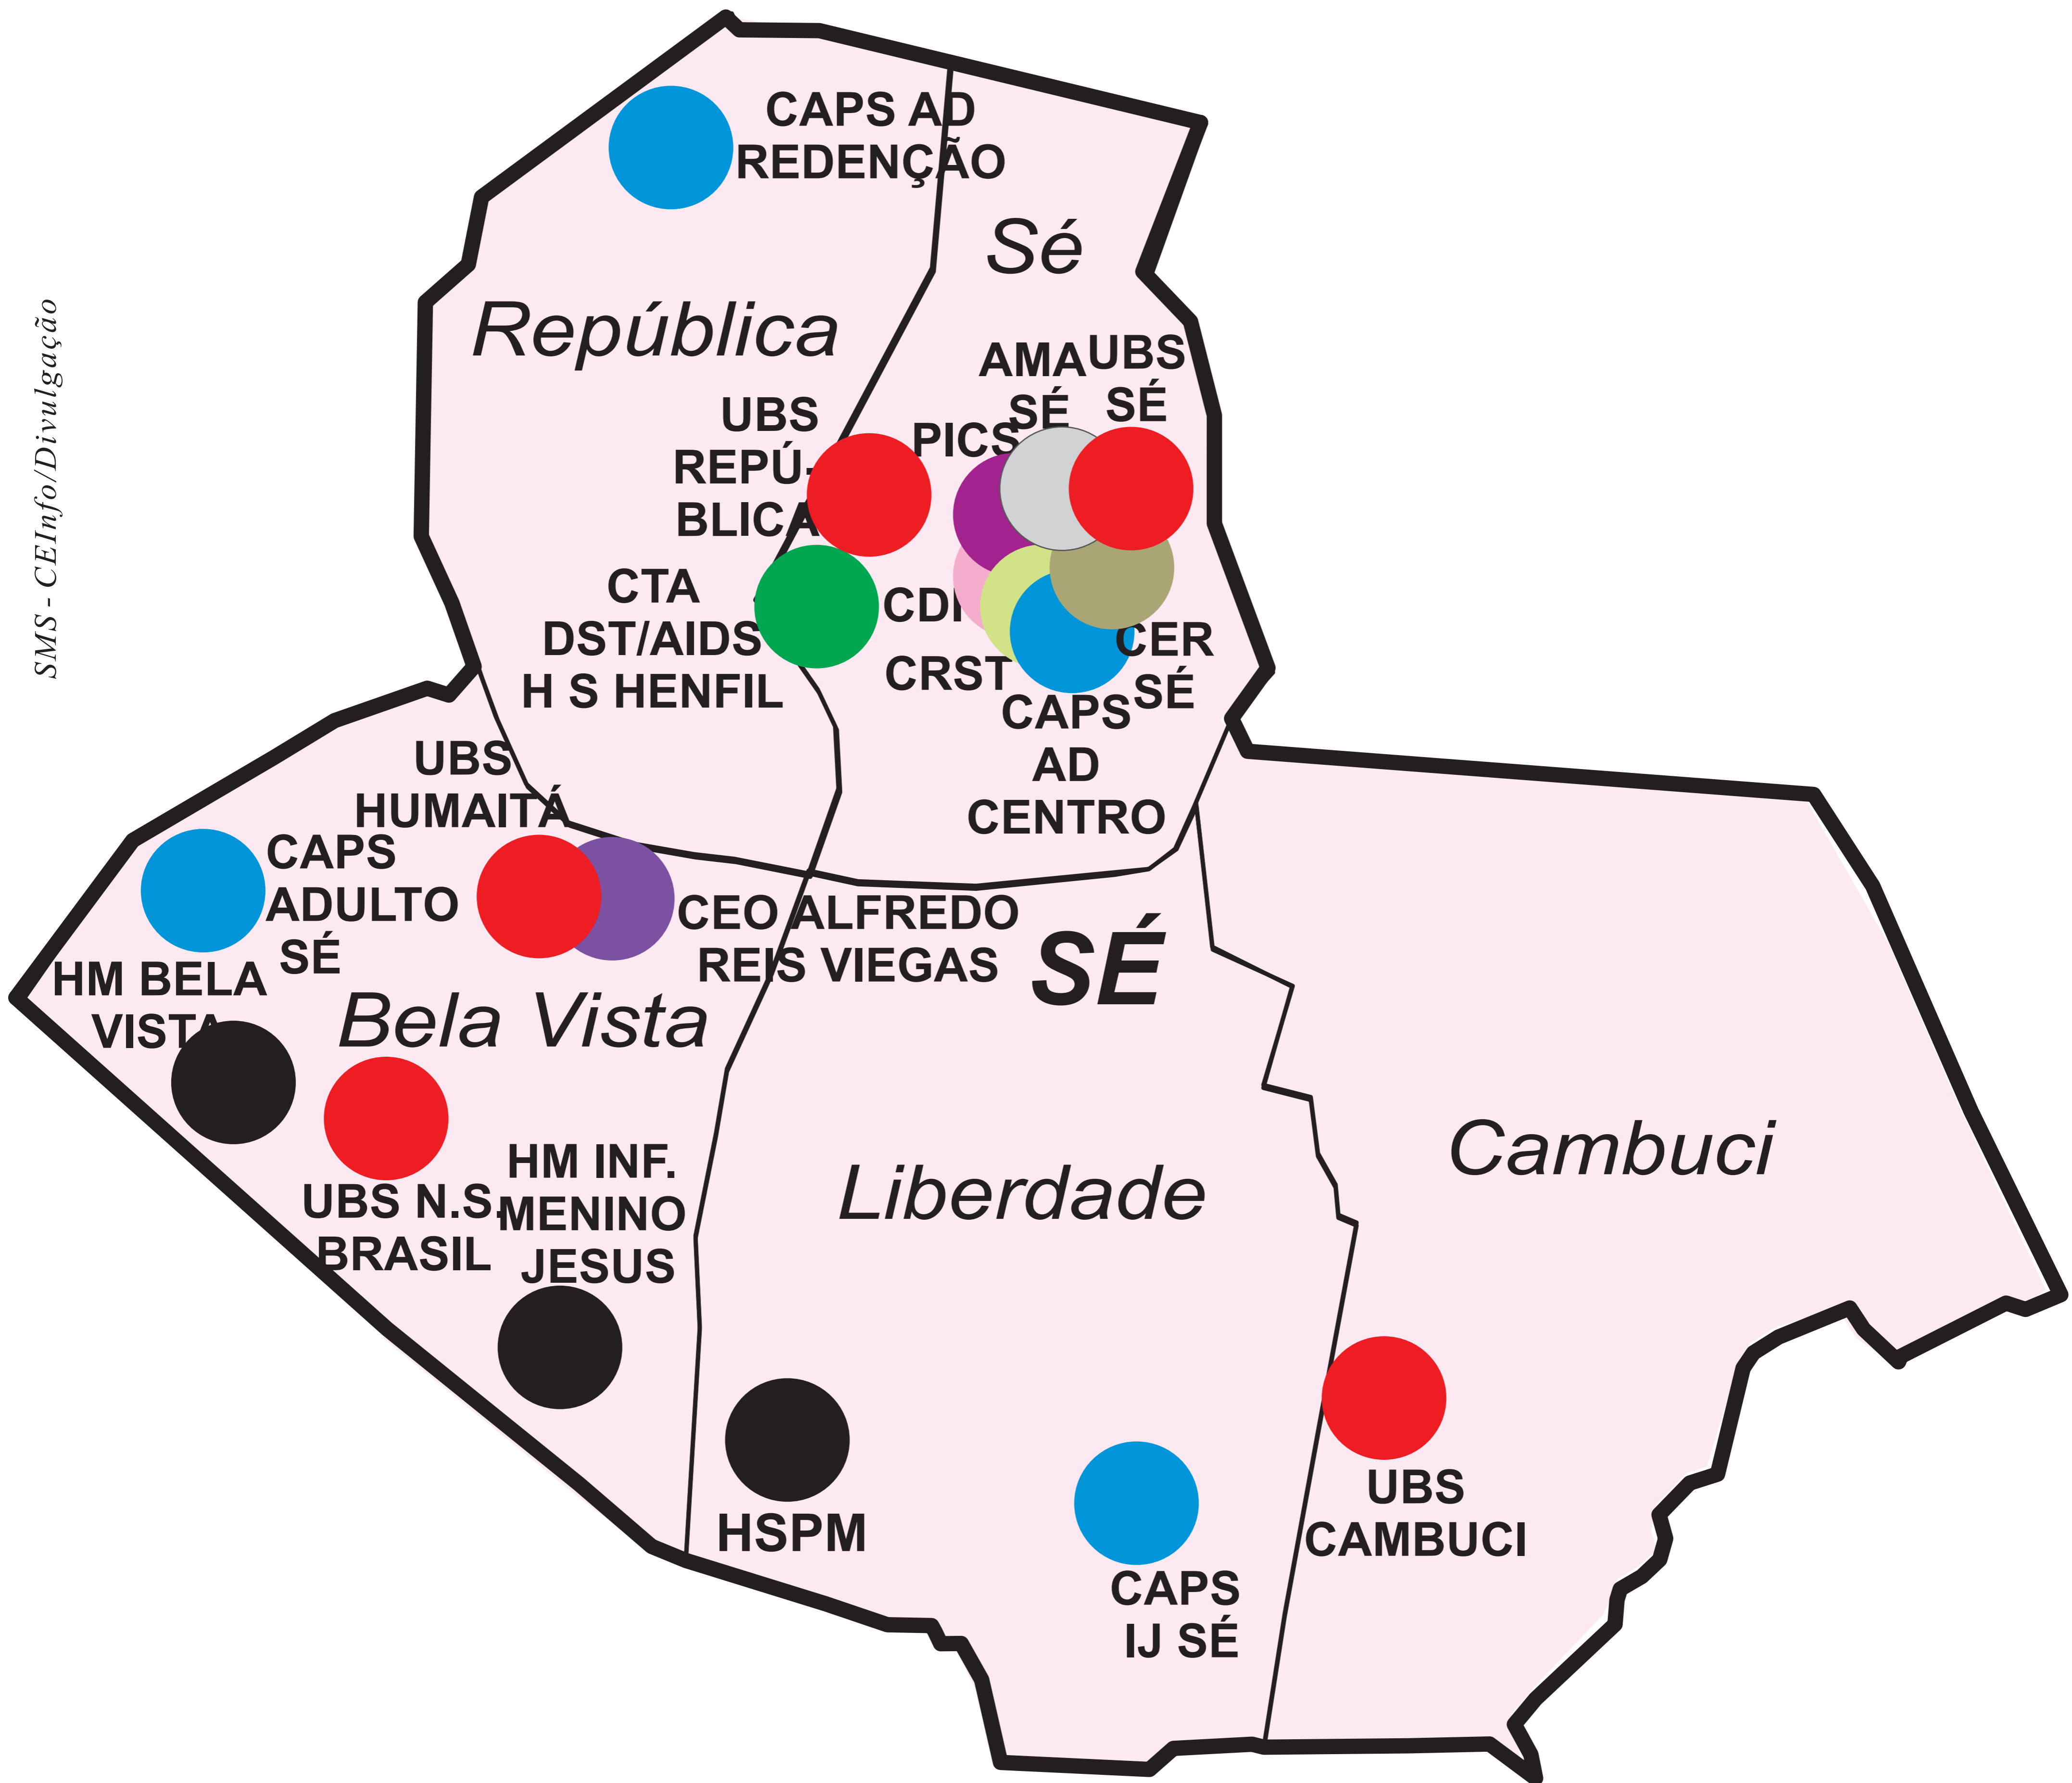 SMS - CEInfo/Divulgação
CAPS AD
REDENÇÃO
Sé
República
AMA
SÉ
UBS
SÉ
UBS
REPÚ-
BLICA
PICS
CTA
DST/AIDS
H S HENFIL
CDI
CRST
CER
SÉ
CAPS
AD
CENTRO
UBS
HUMAITÁ
CAPS
ADULTO
SÉ
CEO ALFREDO
REIS VIEGAS
SÉ
HM BELA
VISTA
Bela Vista
UBS N.S.
BRASIL
HM INF.
MENINO
JESUS
Liberdade
Cambuci
HSPM
CAPS
IJ SÉ
UBS
CAMBUCI